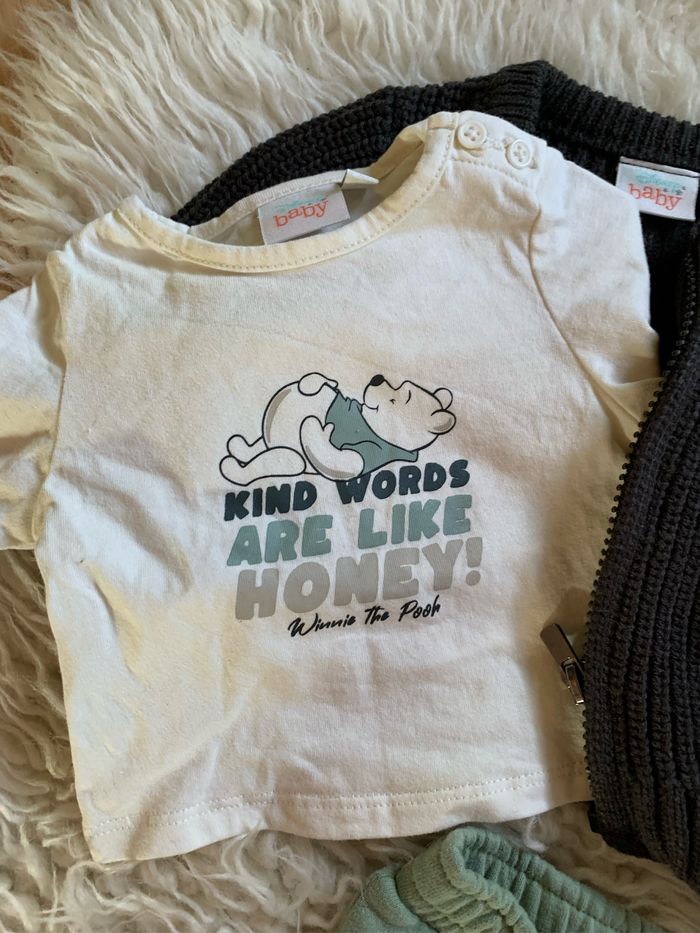 baby
baby
KIND WORDS
ARE LIKE
HONEY!
Winnie The Pooh